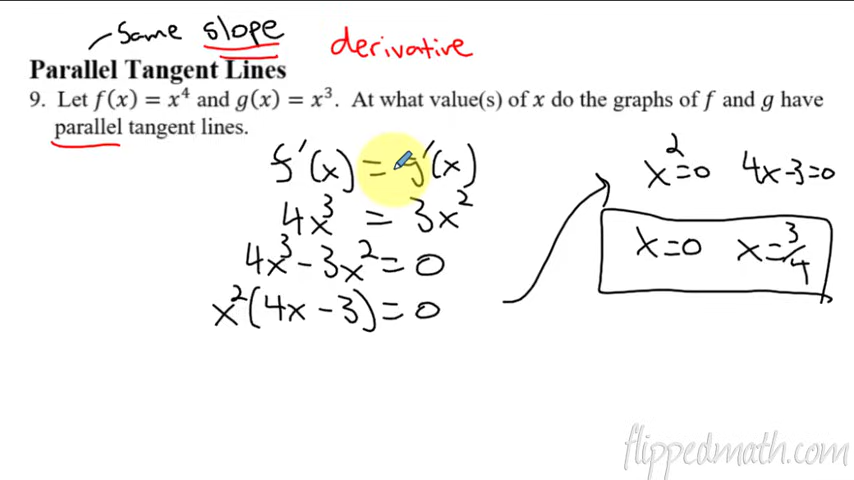 Same slope
derivative
Parallel Tangent Lines
9. Let f(x) = x⁴ and g(x) = x³. At what value(s) of x do the graphs of f and g have
parallel tangent lines.
f'(x) = g'(x)
4x³ = 3x²
4x³ - 3x² = 0
x²(4x - 3) = 0
x² = 0 4x - 3 = 0
x = 0 x = 3/4
flippedmath.com